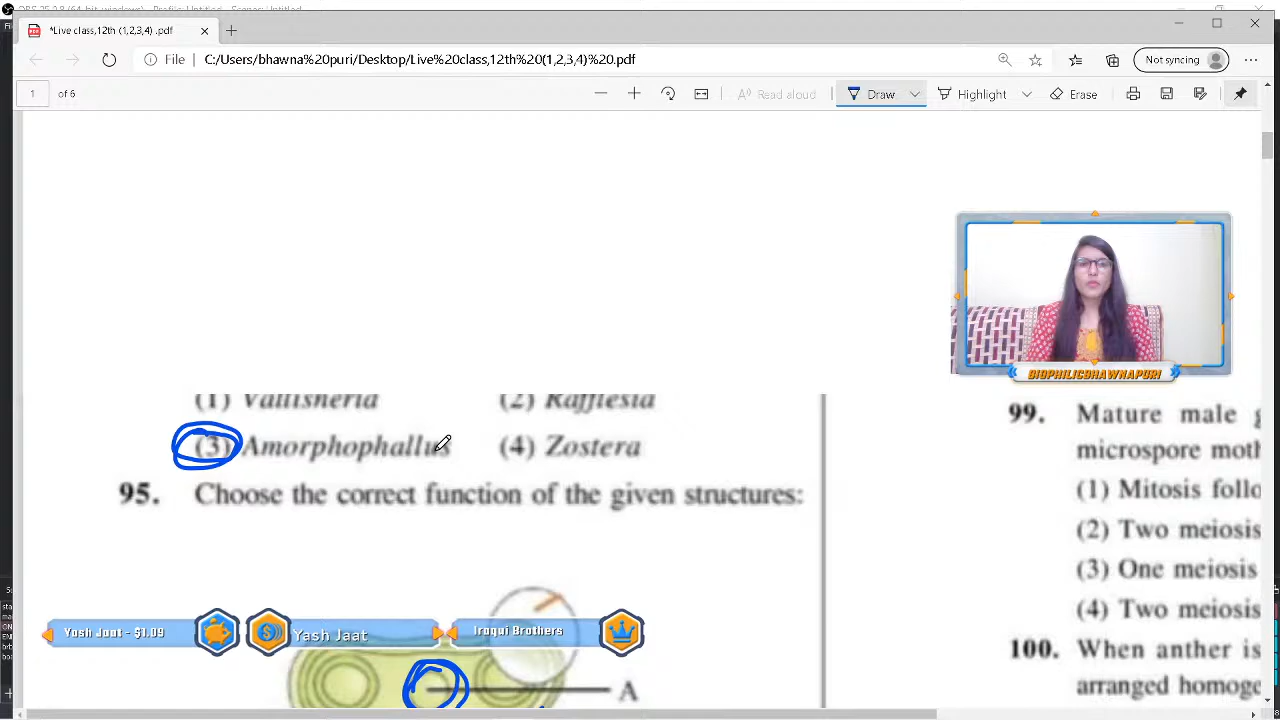 *Live class,12th (1,2,3,4) .pdf
File C:/Users/bhawna%20puri/Desktop/Live%20class,12th%20(1,2,3,4)%20.pdf
Not syncing
1 of 6
Read aloud
Draw
Highlight
Erase
BIOPHILICBHAWNAPURI
(1) Vallisneria (2) Rafflesia
(3) Amorphophallus (4) Zostera
95. Choose the correct function of the given structures:
Yash Jaat - $1.09
Yash Jaat
Iraqui Brothers
A
99. Mature male
microspore
(1) Mitosis
(2) Two meiosis
(3) One meiosis
(4) Two meiosis
100. When anther is
arranged